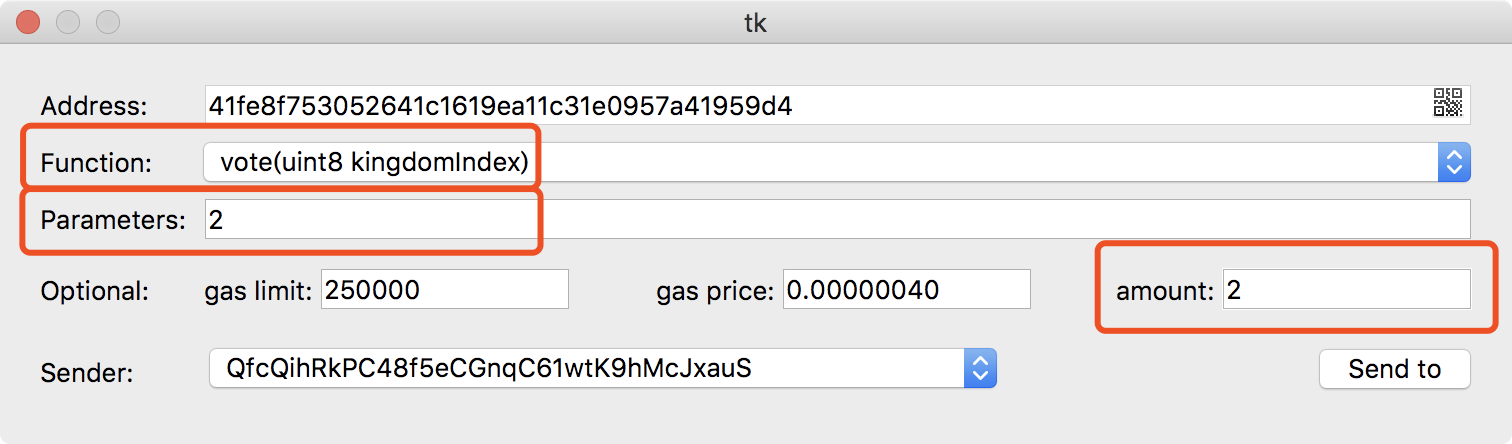 tk
Address: 41fe8f753052641c1619ea11c31e0957a41959d4
Function: vote(uint8 kingdomIndex)
Parameters: 2
Optional: gas limit: 250000 gas price: 0.00000040 amount: 2
Sender: QfcQihRkPC48f5eCGnqC61wtK9hMcJxauS Send to